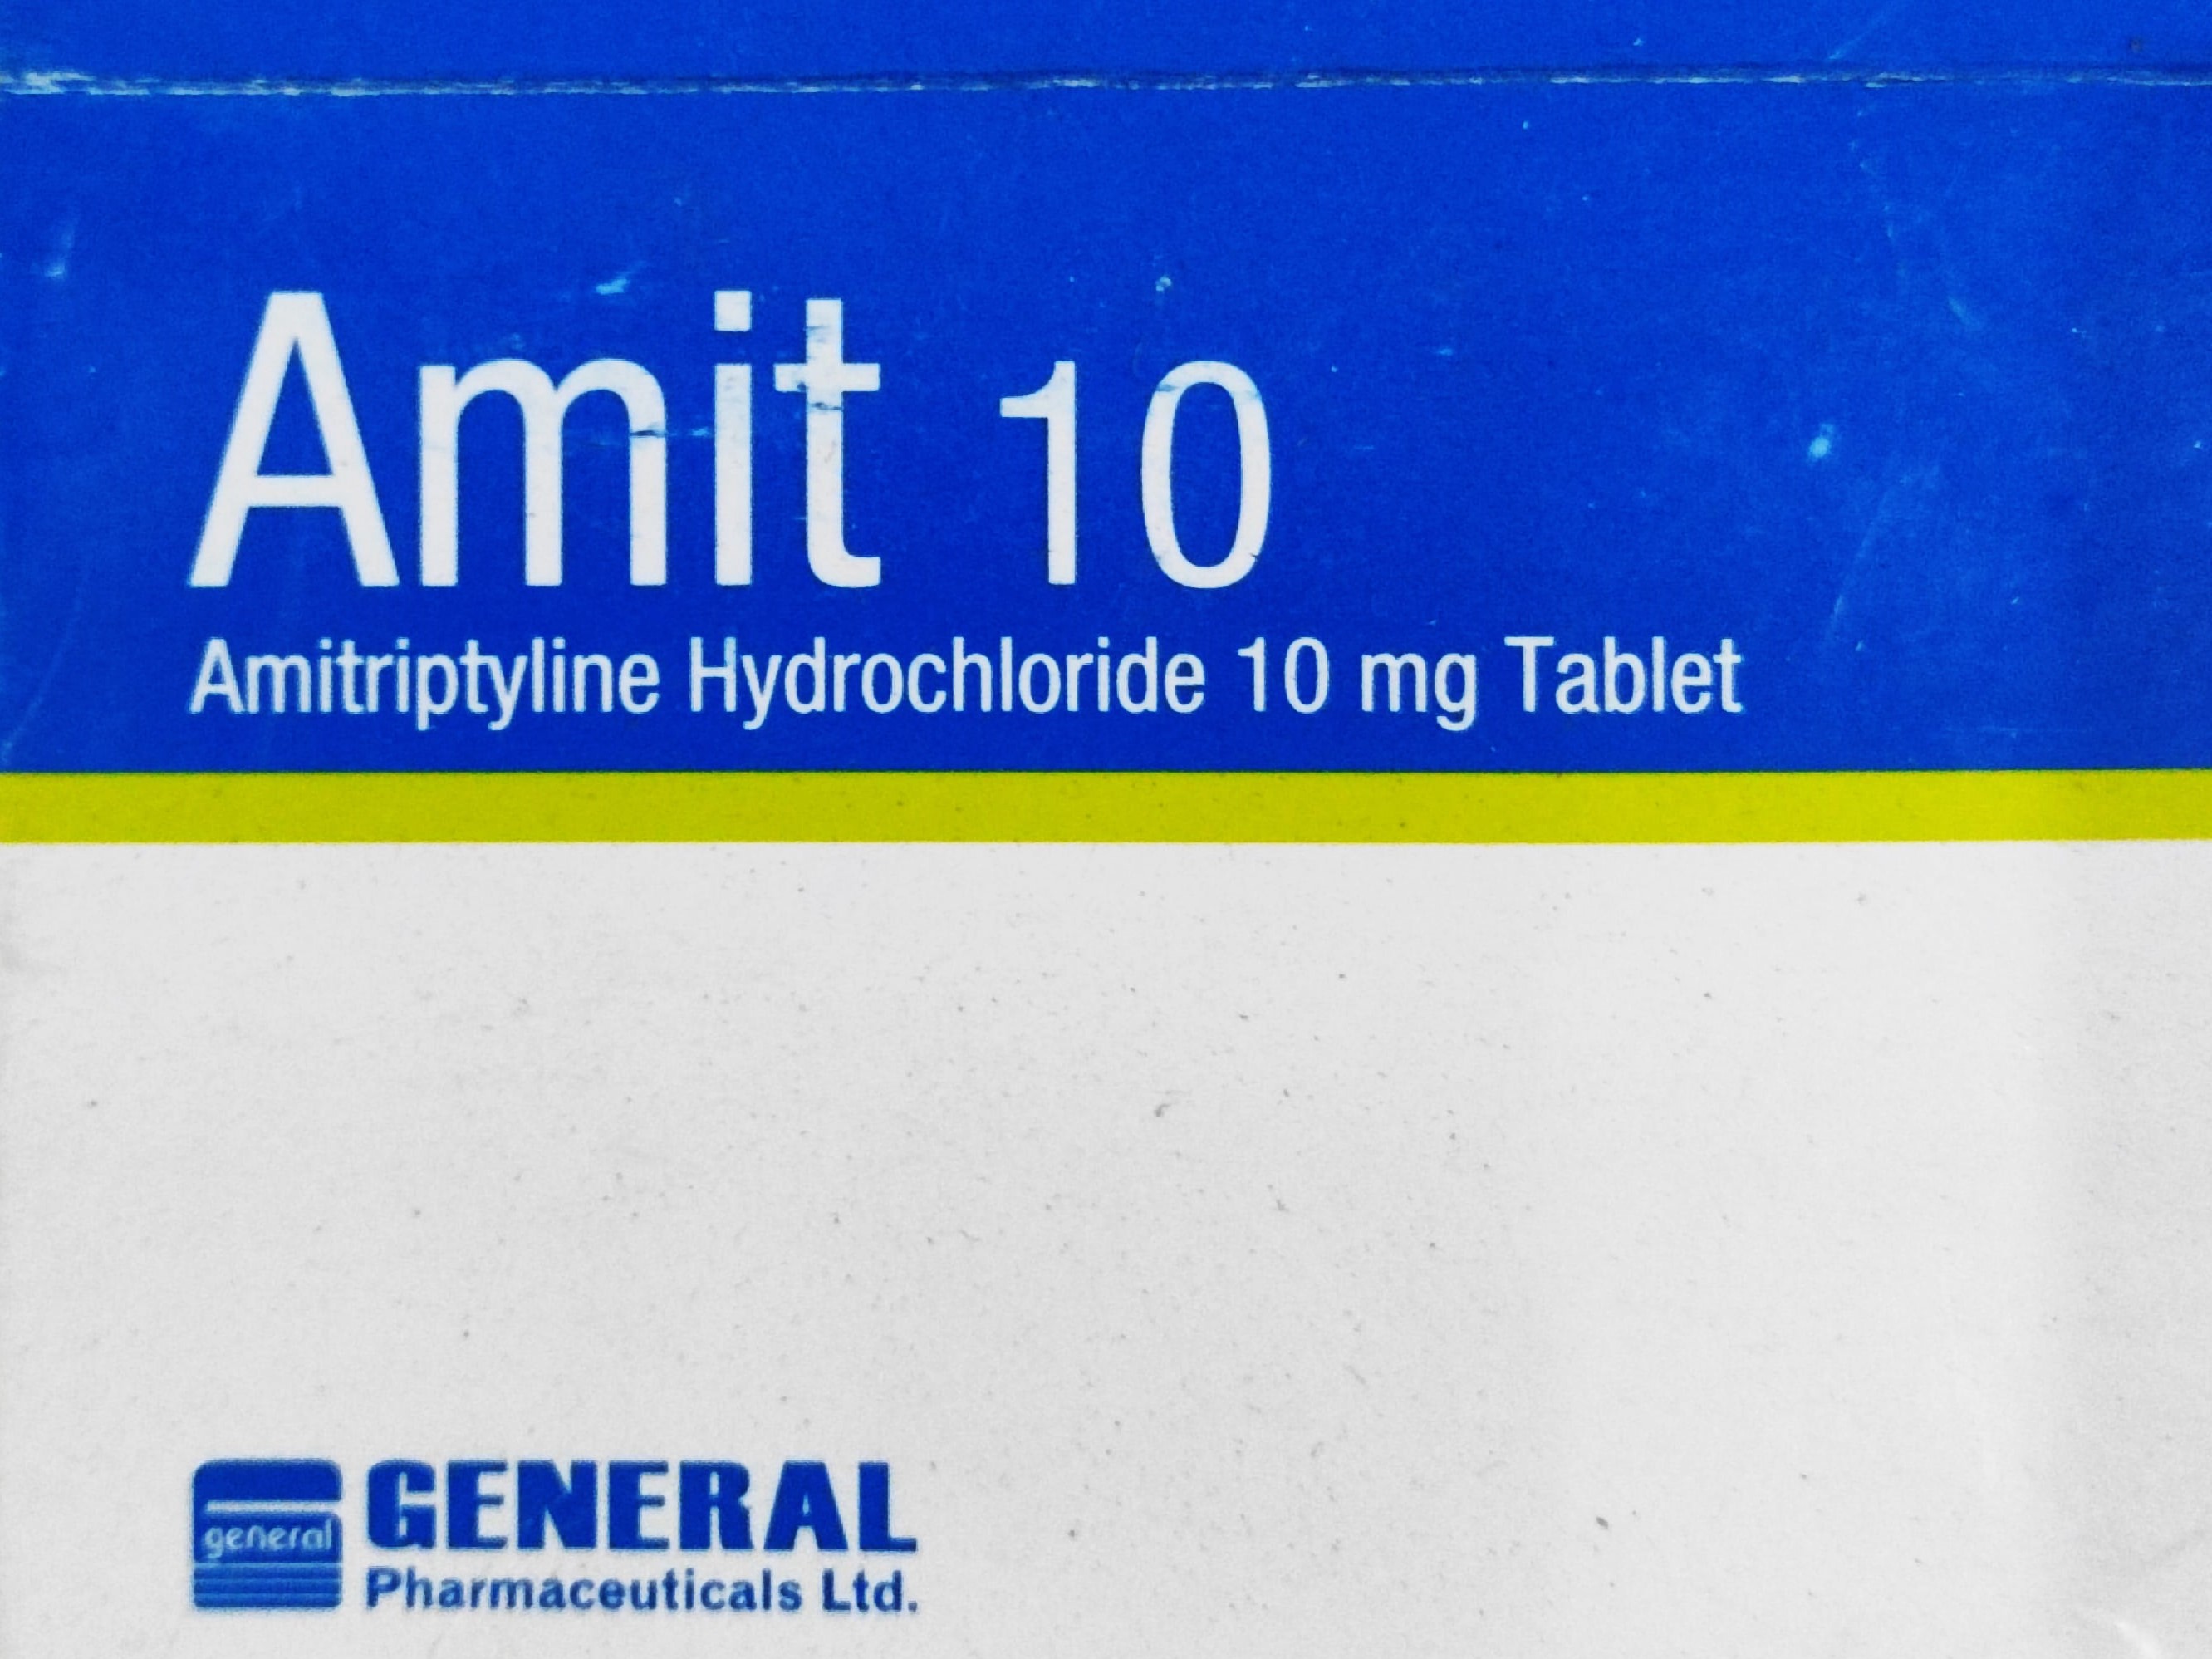 Amit 10
Amitriptyline Hydrochloride 10 mg Tablet
general
GENERAL
Pharmaceuticals Ltd.